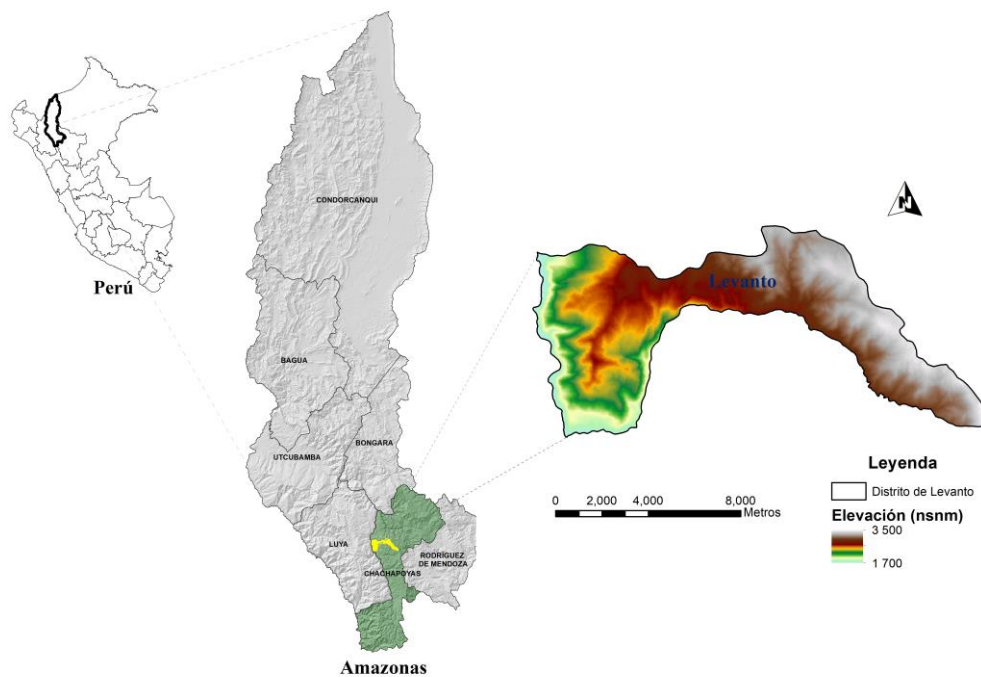 Perú
CONDORCANQUI
BAGUA
UTCUBAMBA
BONGARA
LUYA
CHACHAPOYAS
RODRÍGUEZ
DE MENDOZA
Amazonas
N
Levanto
0 2,000 4,000 8,000
Metros
Leyenda
Distrito de Levanto
Elevación (nsnm)
3 500
1 700